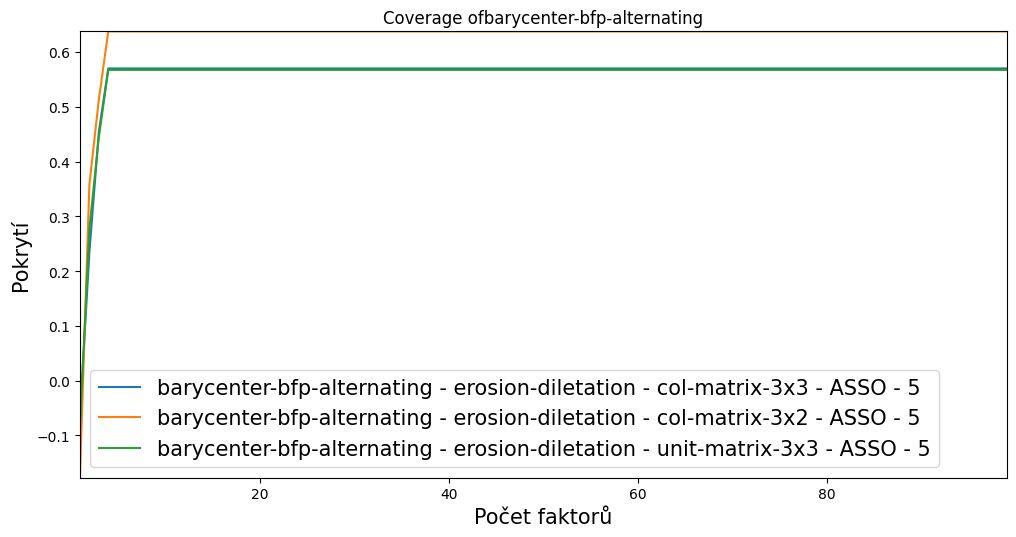 Coverage ofbarycenter-bfp-alternating
0.6
0.5
0.4
0.3
0.2
0.1
0.0
−0.1
Pokrytí
barycenter-bfp-alternating - erosion-diletation - col-matrix-3x3 - ASSO - 5
barycenter-bfp-alternating - erosion-diletation - col-matrix-3x2 - ASSO - 5
barycenter-bfp-alternating - erosion-diletation - unit-matrix-3x3 - ASSO - 5
20 40 60 80
Počet faktorů